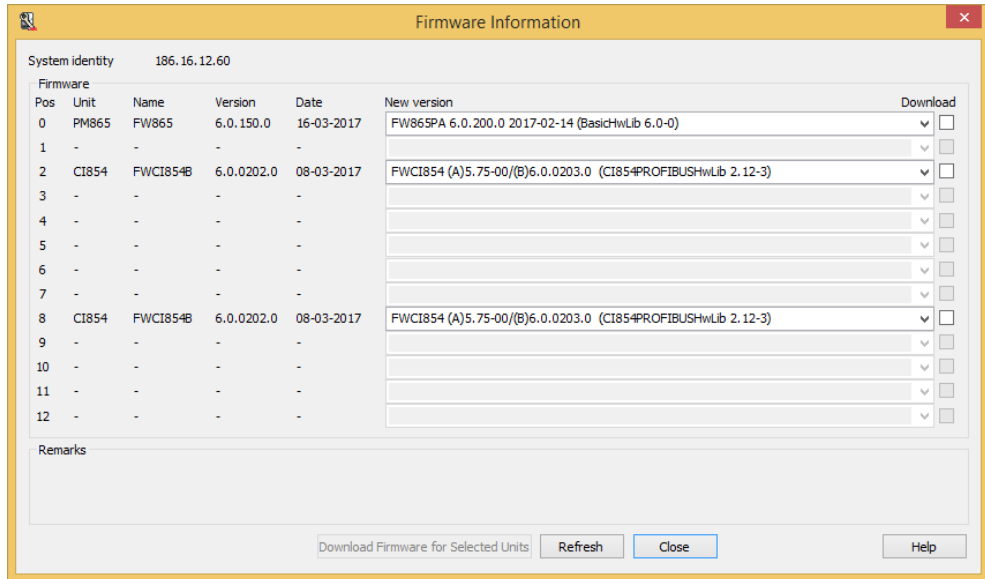 Firmware Information
System identity 186.16.12.60
Firmware
Pos Unit Name Version Date New version Download
0 PM865 FW865 6.0.150.0 16-03-2017 FW865PA 6.0.200.0 2017-02-14 (BasicHwLib 6.0-0)
1 - - - -
2 CI854 FWCI854B 6.0.0202.0 08-03-2017 FWCI854 (A)5.75-00/(B)6.0.0203.0 (CI854PROFIBUSHwLib 2.12-3)
3 - - - -
4 - - - -
5 - - - -
6 - - - -
7 - - - -
8 CI854 FWCI854B 6.0.0202.0 08-03-2017 FWCI854 (A)5.75-00/(B)6.0.0203.0 (CI854PROFIBUSHwLib 2.12-3)
9 - - - -
10 - - - -
11 - - - -
12 - - - -
Remarks
Download Firmware for Selected Units Refresh Close Help